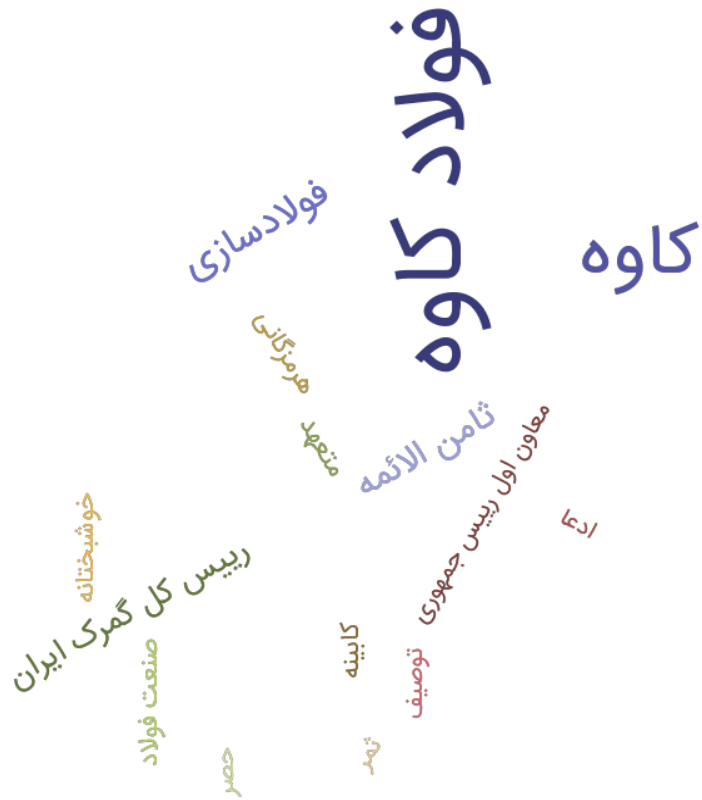 فولاد کاوه
فولادسازی
کاوه
هرمزگانی
ثامن الائمه
معاون اول رییس جمهوری
متعهد
ادعا
خوشبختانه
رییس کل گمرک ایران
کابینه
توصیف
صنعت فولاد
ثمر
حصر